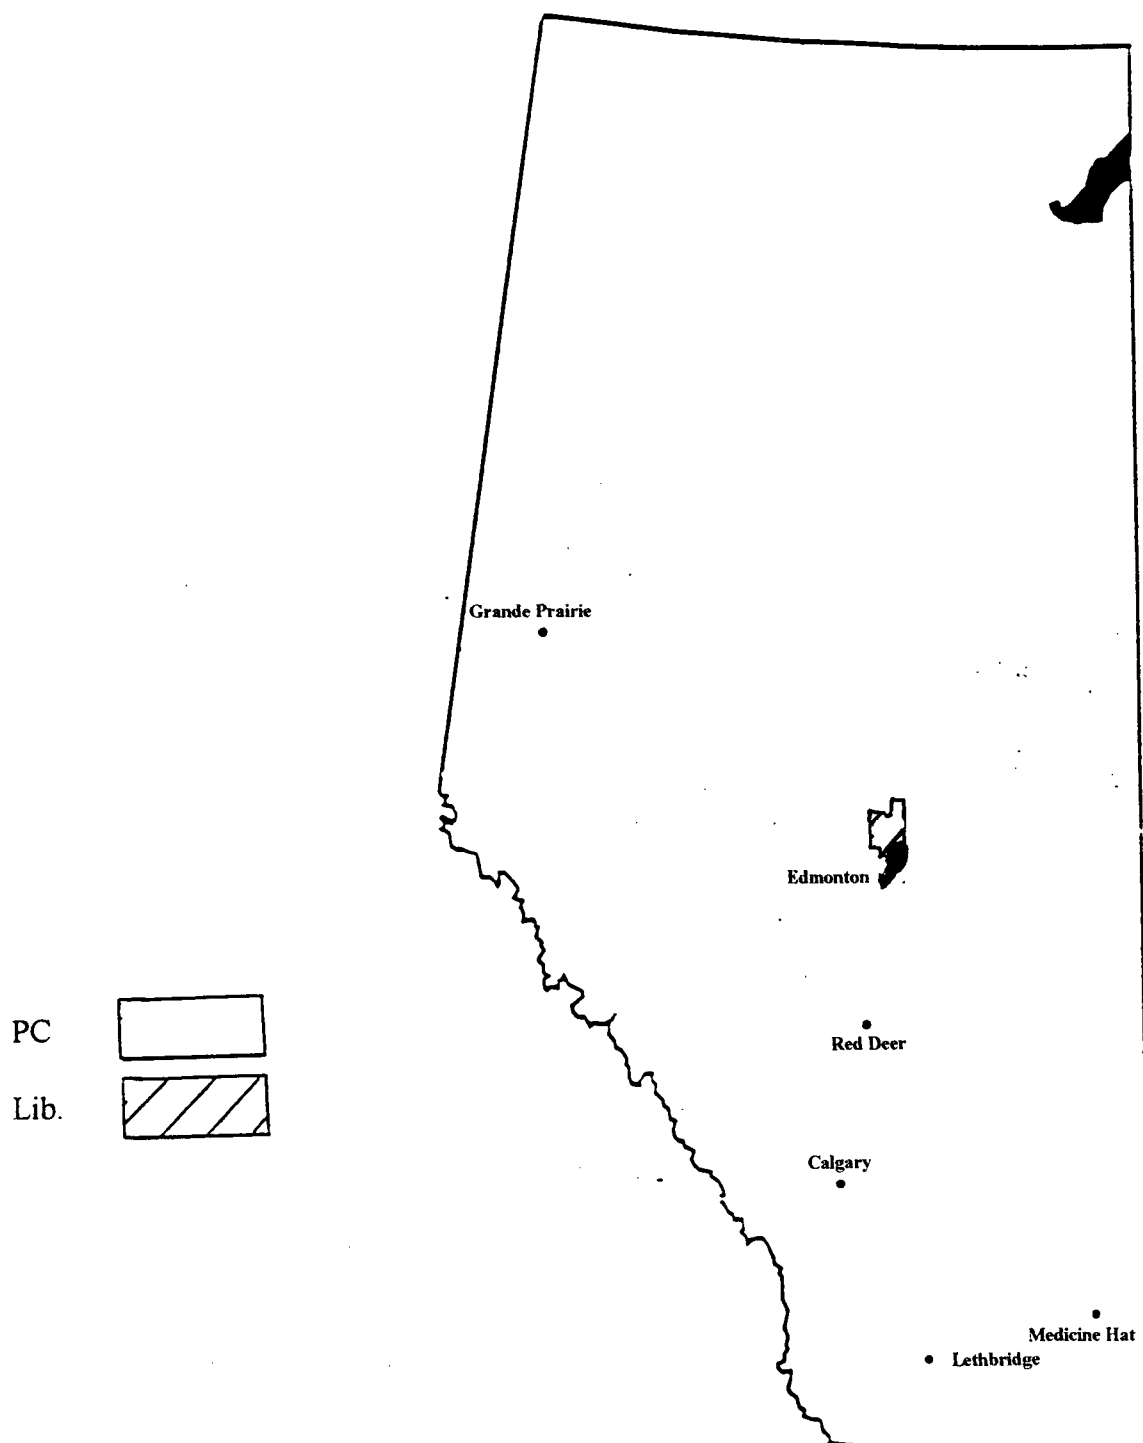 Grande Prairie
Edmonton
PC
Red Deer
Lib.
Calgary
Medicine Hat
Lethbridge